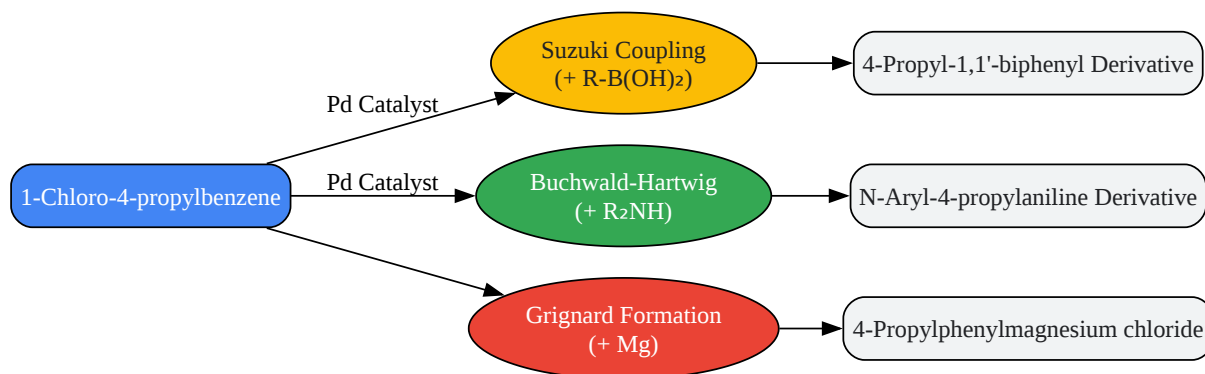 Suzuki Coupling
(+ R-B(OH)₂)
4-Propyl-1,1'-biphenyl Derivative
Pd Catalyst
1-Chloro-4-propylbenzene
Pd Catalyst
Buchwald-Hartwig
(+ R₂NH)
N-Aryl-4-propylaniline Derivative
Grignard Formation
(+ Mg)
4-Propylphenylmagnesium chloride